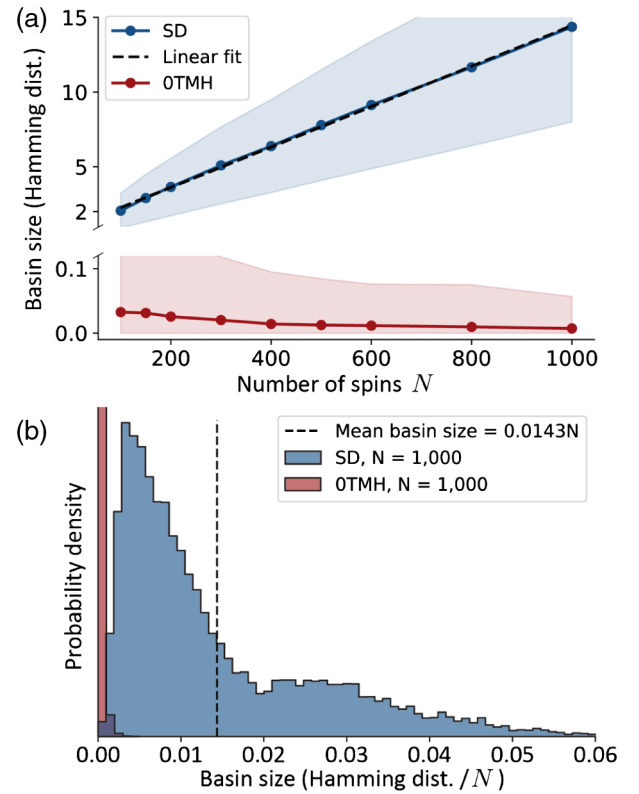 (a)
15
10
5
2
0.1
0.0
Basin size (Hamming dist.)
SD
Linear fit
0TMH
200
400
600
800
1000
Number of spins N
(b)
Probability density
Mean basin size = 0.0143N
SD, N = 1,000
0TMH, N = 1,000
0.00
0.01
0.02
0.03
0.04
0.05
0.06
Basin size (Hamming dist. / N)